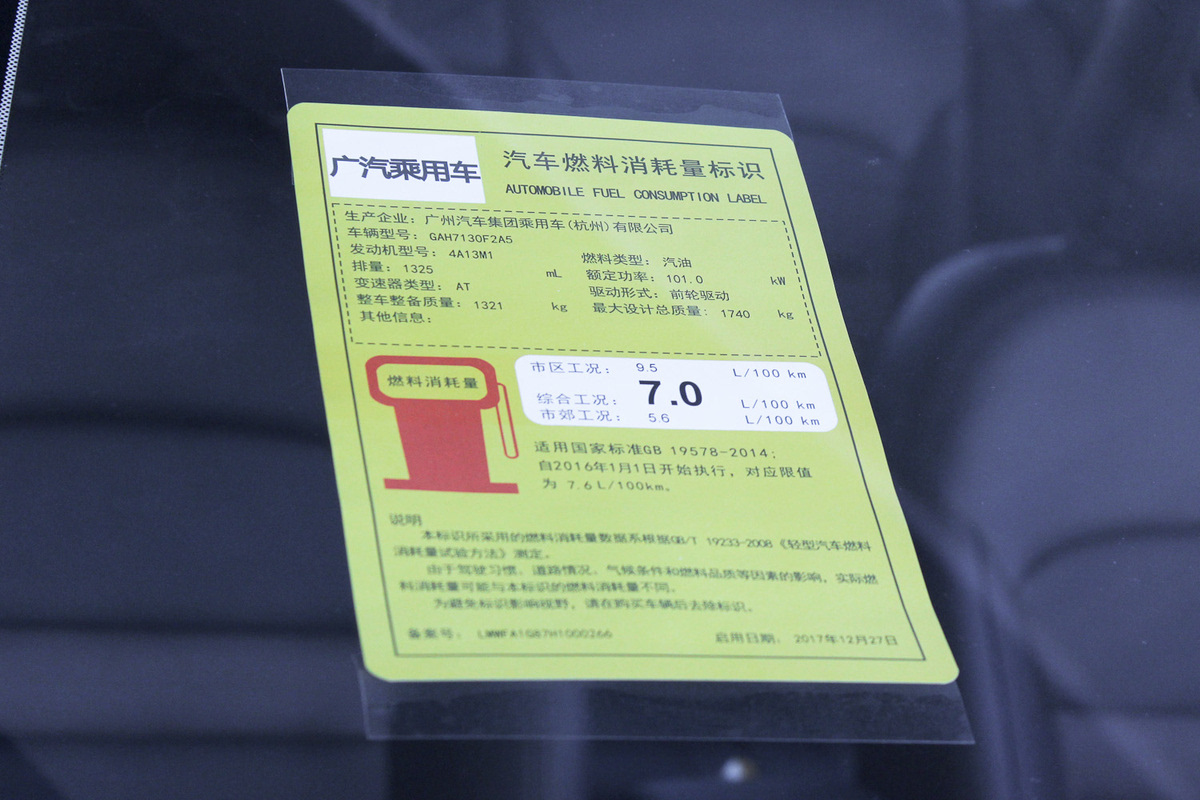 广汽乘用车
汽车燃料消耗量标识
AUTOMOBILE FUEL CONSUMPTION LABEL
生产企业：广州汽车集团乘用车(杭州)有限公司
车辆型号：GAH7130F2A5
发动机型号：4A13M1 燃料类型：汽油
排量：1325 mL 额定功率：101.0 kW
变速器类型：AT 驱动形式：前轮驱动
整车整备质量：1321 kg 最大设计总质量：1740 kg
其他信息：
燃料消耗量
市区工况：9.5 L/100 km
综合工况：7.0 L/100 km
市郊工况：5.6 L/100 km
适用国家标准GB 19578-2014；
自2016年1月1日开始执行，对应限值
为 7.6L/100km。
说明
本标识所采用的燃料消耗量数据系根据GB/T 19233-2008《轻型汽车燃料
消耗量试验方法》测定。
由于驾驶习惯、道路情况、气候条件和燃料品质等因素的影响，实际燃
料消耗量可能与本标识的燃料消耗量不同。
为避免标识影响视野，请在购买车辆后去除标识。
备案号： 启用日期：2017年12月27日